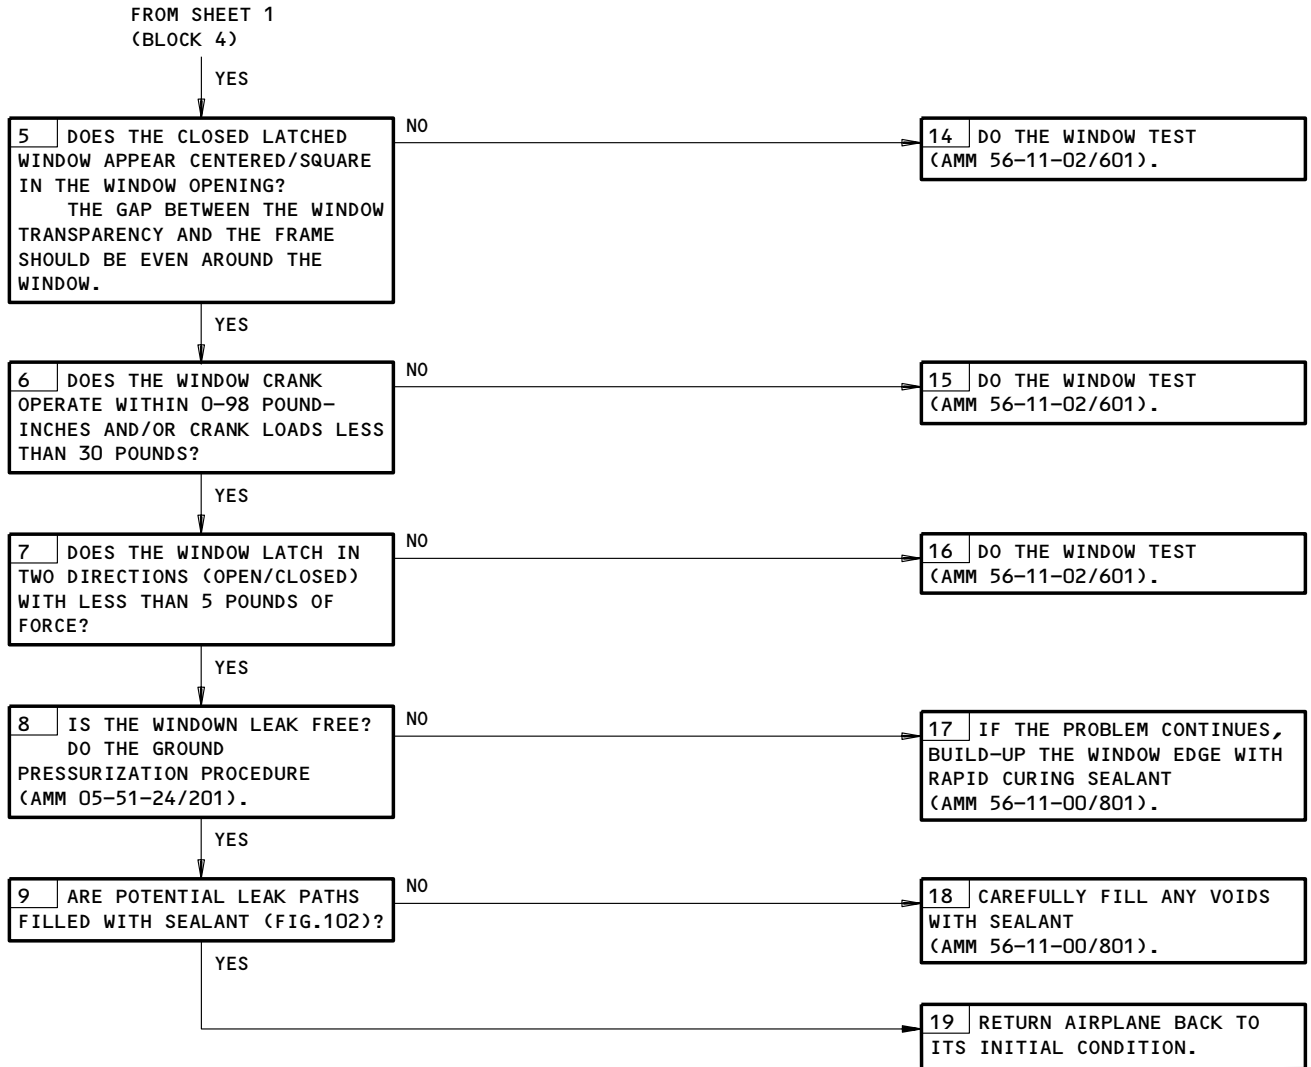 FROM SHEET 1
(BLOCK 4)
YES
5 DOES THE CLOSED LATCHED
WINDOW APPEAR CENTERED/SQUARE
IN THE WINDOW OPENING?
THE GAP BETWEEN THE WINDOW
TRANSPARENCY AND THE FRAME
SHOULD BE EVEN AROUND THE
WINDOW.
NO
14 DO THE WINDOW TEST
(AMM 56-11-02/601).
YES
6 DOES THE WINDOW CRANK
OPERATE WITHIN 0-98 POUND-
INCHES AND/OR CRANK LOADS LESS
THAN 30 POUNDS?
NO
15 DO THE WINDOW TEST
(AMM 56-11-02/601).
YES
7 DOES THE WINDOW LATCH IN
TWO DIRECTIONS (OPEN/CLOSED)
WITH LESS THAN 5 POUNDS OF
FORCE?
NO
16 DO THE WINDOW TEST
(AMM 56-11-02/601).
YES
8 IS THE WINDOWN LEAK FREE?
DO THE GROUND
PRESSURIZATION PROCEDURE
(AMM 05-51-24/201).
NO
17 IF THE PROBLEM CONTINUES,
BUILD-UP THE WINDOW EDGE WITH
RAPID CURING SEALANT
(AMM 56-11-00/801).
YES
9 ARE POTENTIAL LEAK PATHS
FILLED WITH SEALANT (FIG.102)?
NO
18 CAREFULLY FILL ANY VOIDS
WITH SEALANT
(AMM 56-11-00/801).
YES
19 RETURN AIRPLANE BACK TO
ITS INITIAL CONDITION.